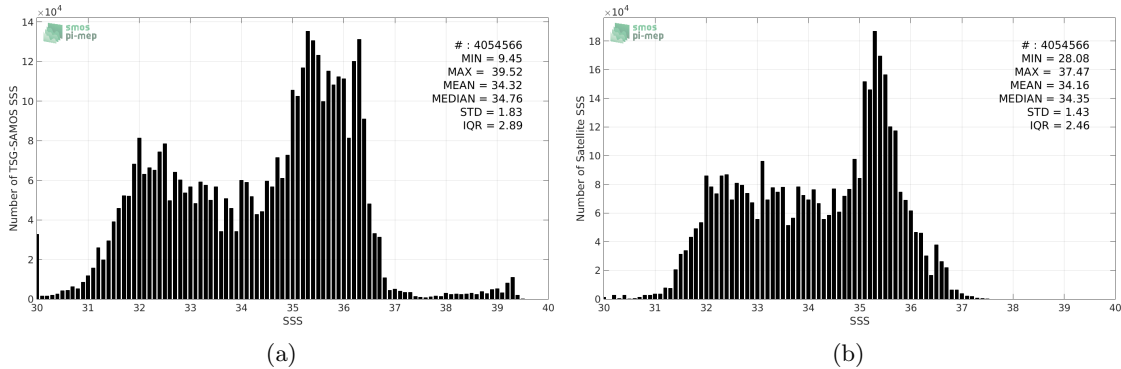 ×10⁴
smos
pi-mep
# : 4054566
MIN = 9.45
MAX = 39.52
MEAN = 34.32
MEDIAN = 34.76
STD = 1.83
IQR = 2.89
Number of TSG-SAMOS SSS
14
12
10
8
6
4
2
0
30 31 32 33 34 35 36 37 38 39 40
SSS
(a)
×10⁴
smos
pi-mep
# : 4054566
MIN = 28.08
MAX = 37.47
MEAN = 34.16
MEDIAN = 34.35
STD = 1.43
IQR = 2.46
Number of Satellite SSS
18
16
14
12
10
8
6
4
2
0
30 31 32 33 34 35 36 37 38 39 40
SSS
(b)